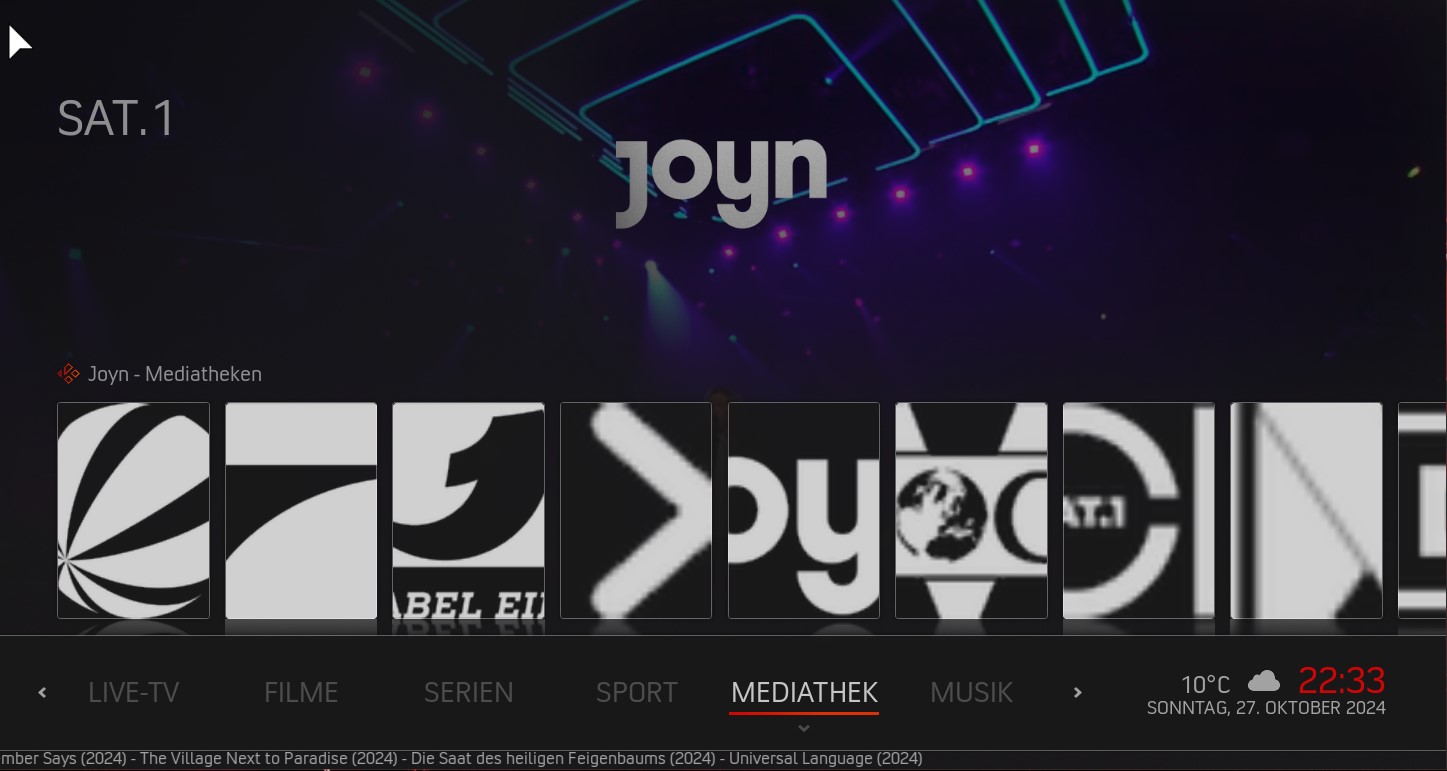 SAT.1
joyn
Joyn - Mediatheken
ABEL EI
oy
SAT.1
LIVE-TV
FILME
SERIEN
SPORT
MEDIATHEK
MUSIK
10°C
22:33
SONNTAG, 27. OKTOBER 2024
mber Says (2024) - The Village Next to Paradise (2024) - Die Saat des heiligen Feigenbaums (2024) - Universal Language (2024)